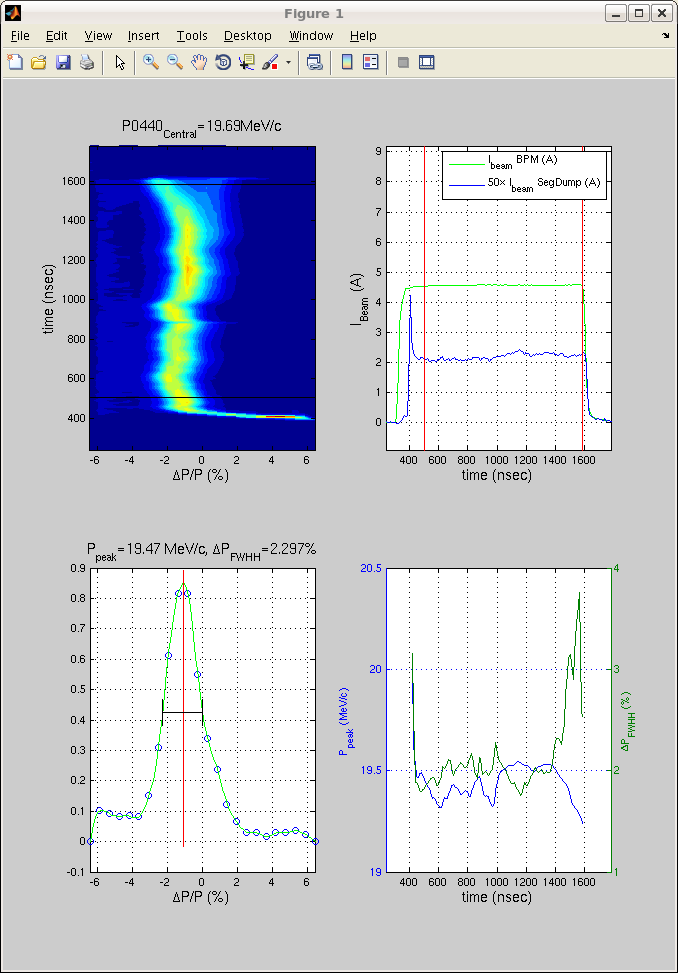 Figure 1
File Edit View Insert Tools Desktop Window Help
P0440Central=19.69MeV/c
time (nsec)
1600
1400
1200
1000
800
600
400
-6 -4 -2 0 2 4 6
ΔP/P (%)
IBeam (A)
9
8
7
6
5
4
3
2
1
0
Ibeam BPM (A)
50× Ibeam SegDump (A)
400 600 800 1000 1200 1400 1600
time (nsec)
Ppeak=19.47 MeV/c, ΔPFWHH=2.297%
0.9
0.8
0.7
0.6
0.5
0.4
0.3
0.2
0.1
0
-0.1
-6 -4 -2 0 2 4 6
ΔP/P (%)
Ppeak (MeV/c)
20.5
20
19.5
19
4
3
2
1
ΔPFWHH (%)
400 600 800 1000 1200 1400 1600
time (nsec)